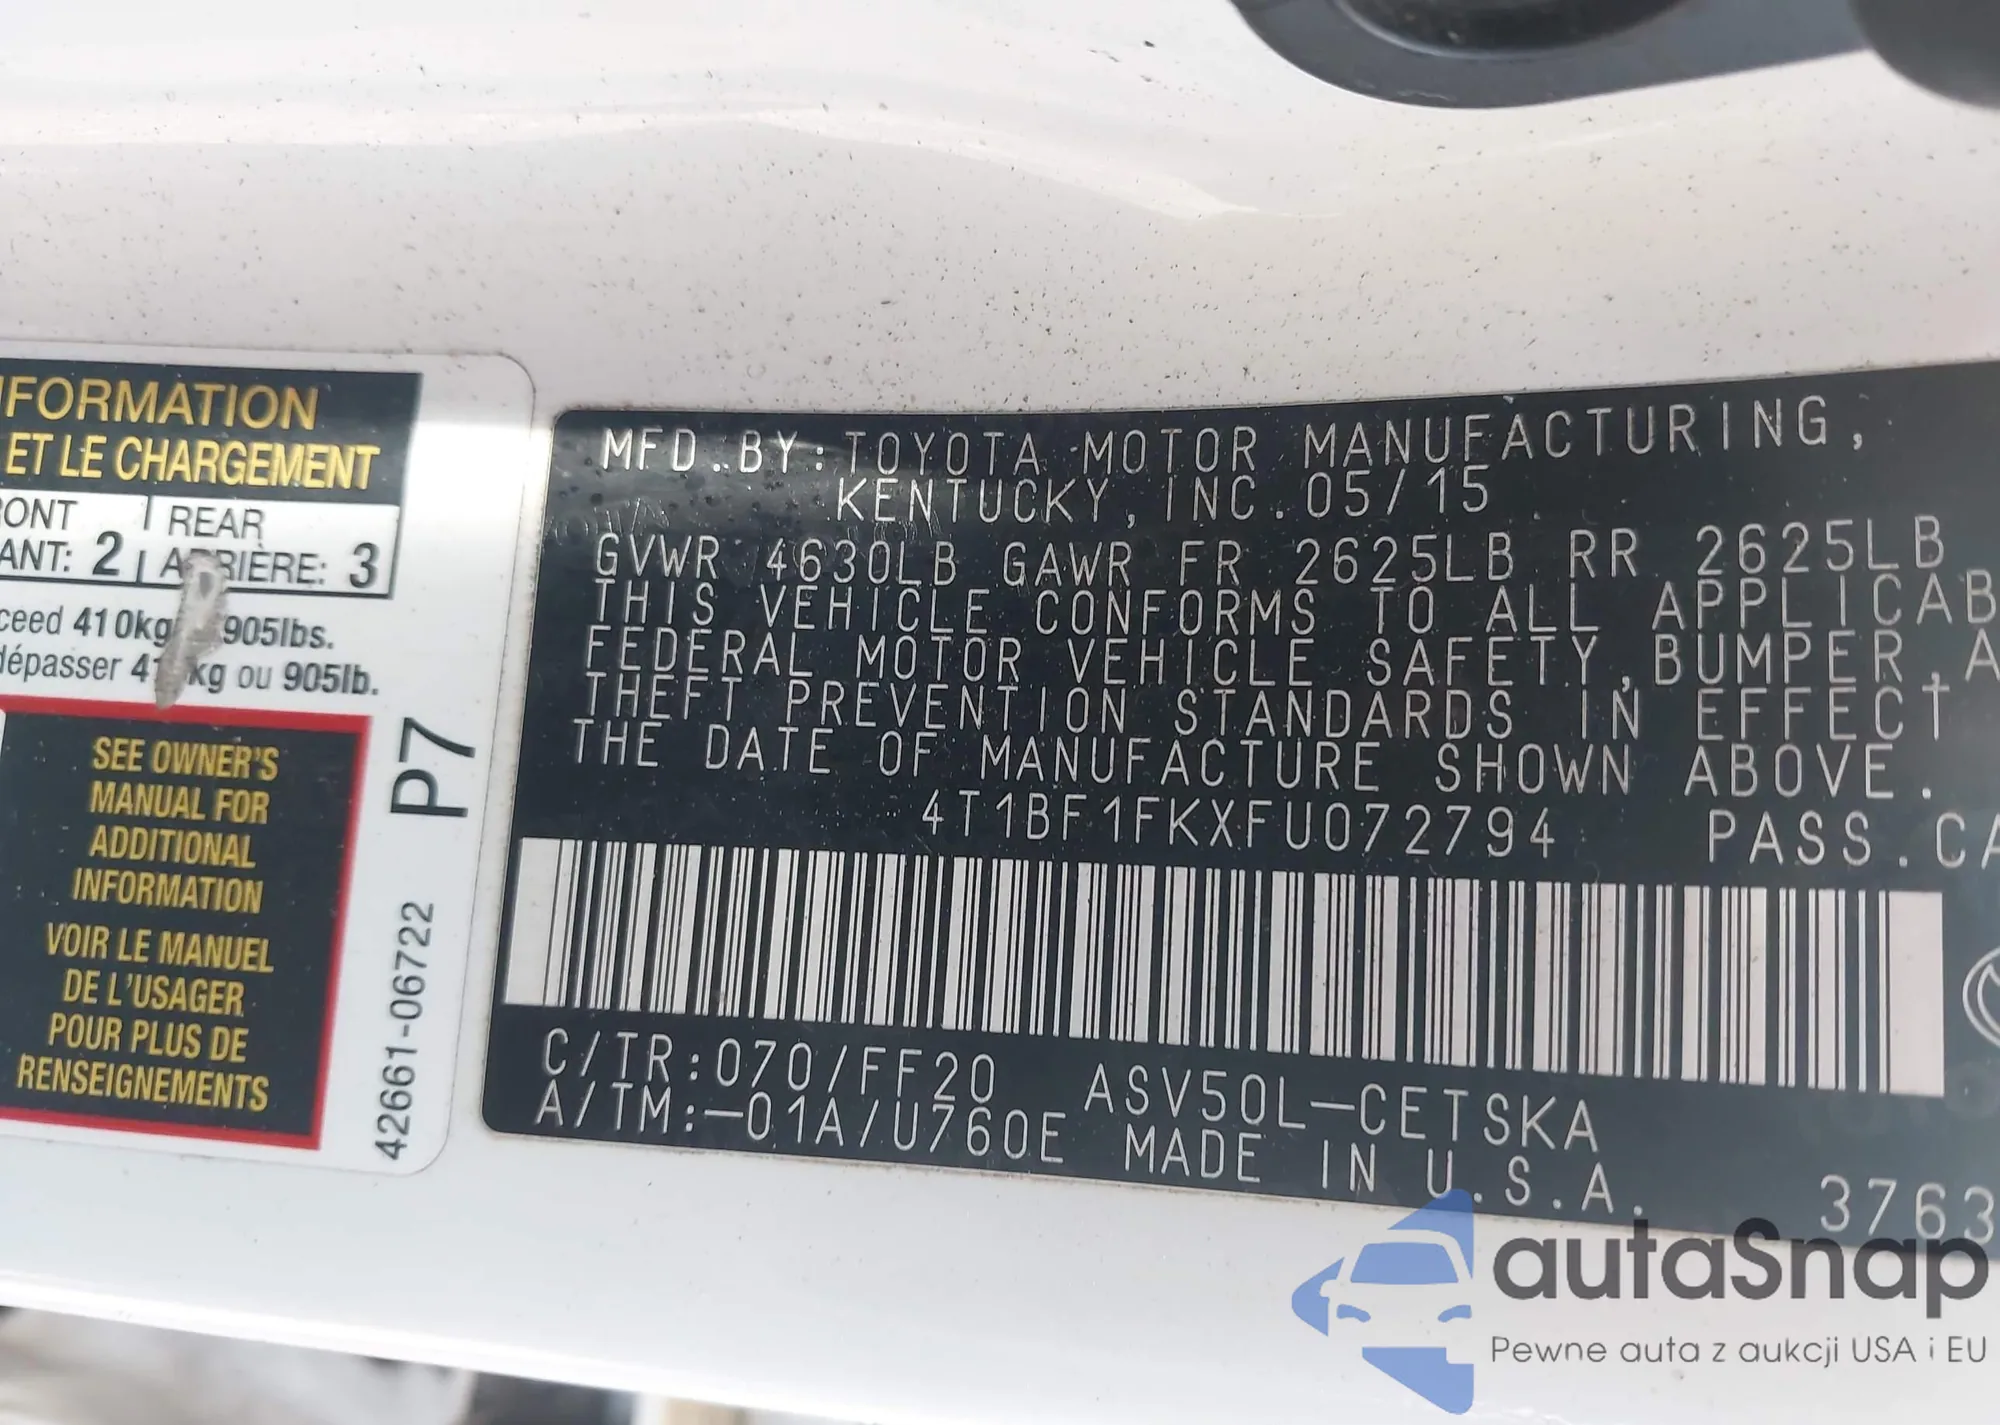 NFORMATION
ET LE CHARGEMENT
RONT
ANT: 2
REAR
ARRIÈRE: 3
ceed 410kg 905lbs.
dépasser 41 kg ou 905lb.
SEE OWNER'S
MANUAL FOR
ADDITIONAL
INFORMATION
VOIR LE MANUEL
DE L'USAGER
POUR PLUS DE
RENSEIGNEMENTS
P7
42661-06722
MFD.BY:TOYOTA MOTOR MANUFACTURING,
KENTUCKY,INC.05/15
GVWR 4630LB GAWR FR 2625LB RR 2625LB
THIS VEHICLE CONFORMS TO ALL APPLICAB
FEDERAL MOTOR VEHICLE SAFETY,BUMPER,A
THEFT PREVENTION STANDARDS IN EFFECT
THE DATE OF MANUFACTURE SHOWN ABOVE.
4T1BF1FKXFU072794 PASS.CA
C/TR:070/FF20 ASV50L-CETSKA
A/TM:-01A/U760E MADE IN U.S.A.
3763
autaSnap
Pewne auta z aukcji USA i EU